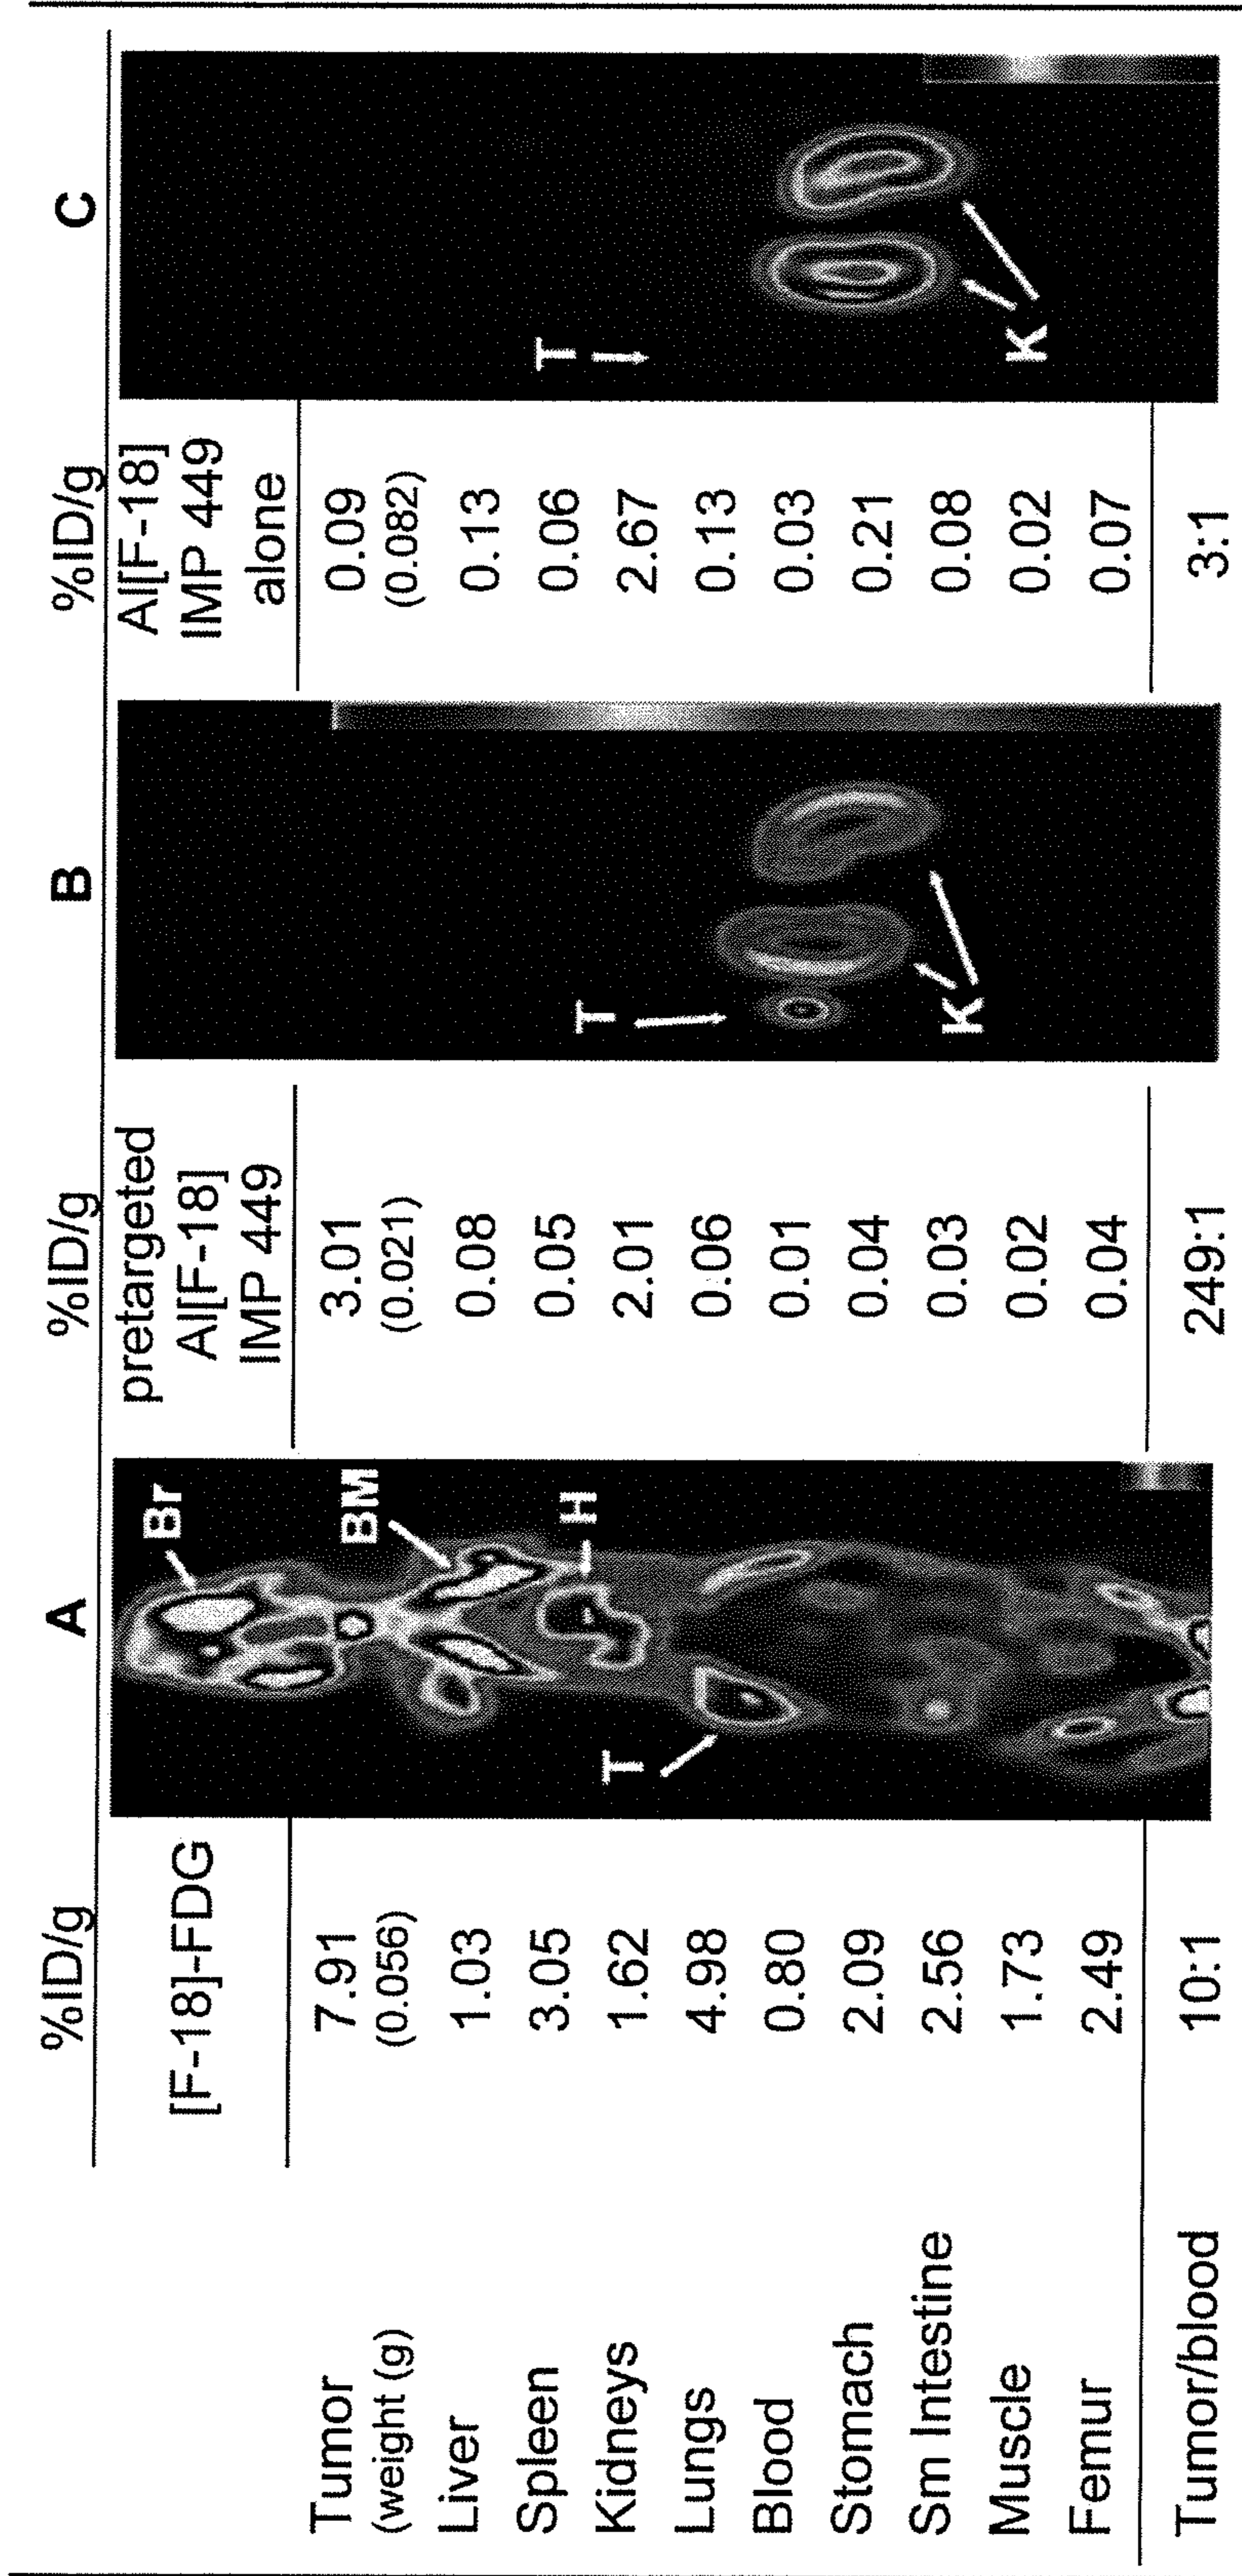 A B C
%ID/g %ID/g %ID/g
[F-18]-FDG pretargeted Al[F-18] IMP 449 Al[F-18] IMP 449 alone
Tumor 7.91 3.01 0.09
(weight (g) (0.056) (0.021) (0.082)
Liver 1.03 0.08 0.13
Spleen 3.05 0.05 0.06
Kidneys 1.62 2.01 2.67
Lungs 4.98 0.06 0.13
Blood 0.80 0.01 0.03
Stomach 2.09 0.04 0.21
Sm Intestine 2.56 0.03 0.08
Muscle 1.73 0.02 0.02
Femur 2.49 0.04 0.07
Tumor/blood 10:1 249:1 3:1
Br
BM
H
T
T
K
T
K